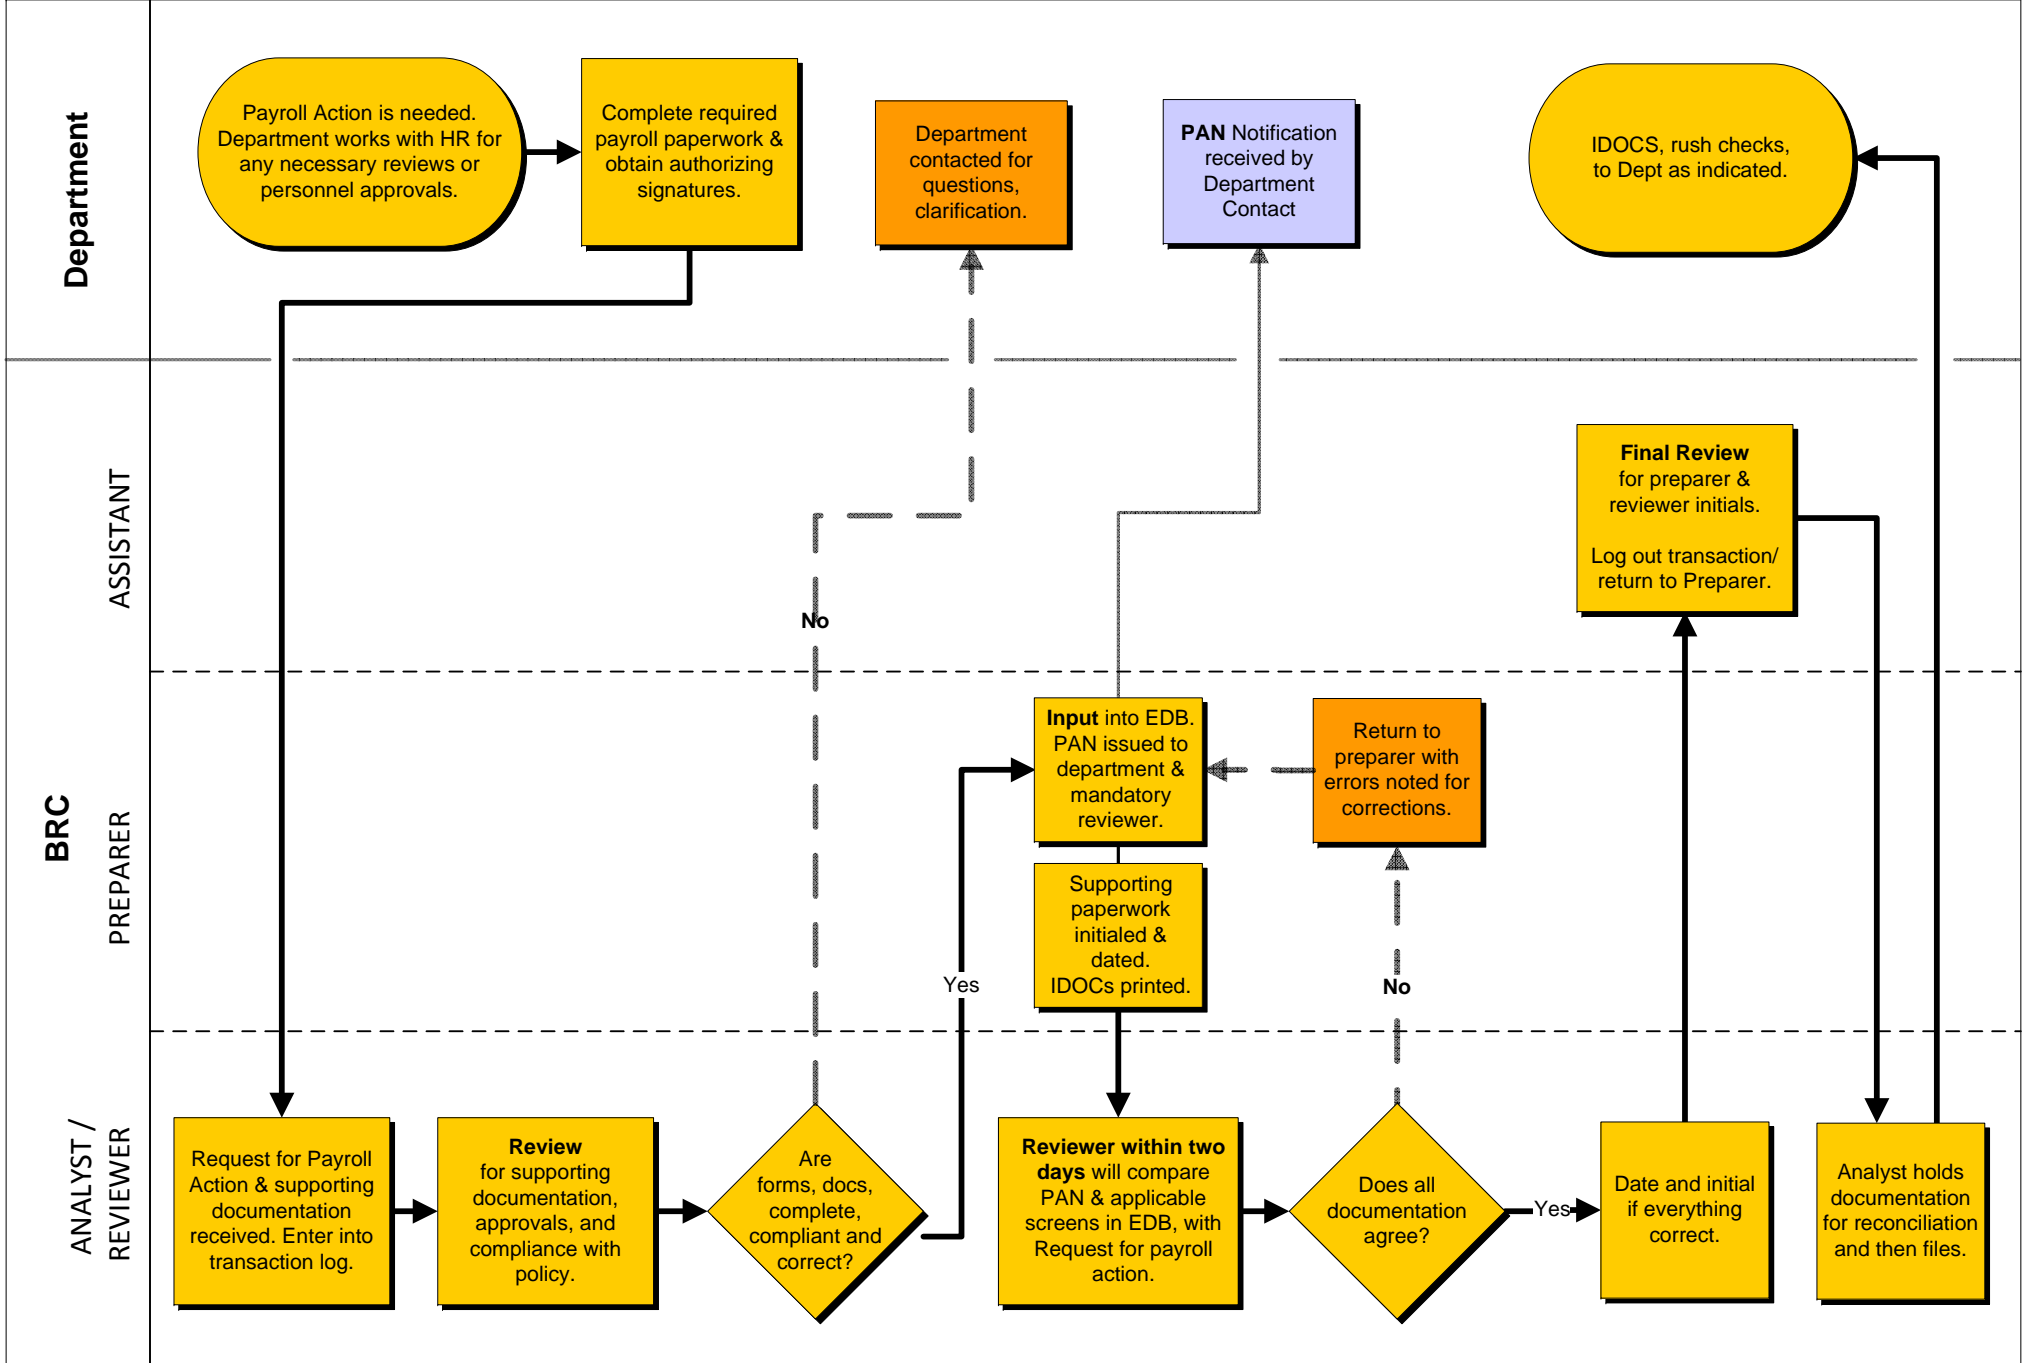 Department
Payroll Action is needed.
Department works with HR for
any necessary reviews or
personnel approvals.
Complete required
payroll paperwork &
obtain authorizing
signatures.
Department
contacted for
questions,
clarification.
PAN Notification
received by
Department
Contact
IDOCS, rush checks,
to Dept as indicated.
BRC
ASSISTANT
No
Final Review
for preparer &
reviewer initials.
Log out transaction/
return to Preparer.
PREPARER
Input into EDB.
PAN issued to
department &
mandatory
reviewer.
Return to
preparer with
errors noted for
corrections.
Supporting
paperwork
initialed &
dated.
IDOCs printed.
Yes
No
ANALYST /
REVIEWER
Request for Payroll
Action & supporting
documentation
received. Enter into
transaction log.
Review
for supporting
documentation,
approvals, and
compliance with
policy.
Are
forms, docs,
complete,
compliant and
correct?
Reviewer within two
days will compare
PAN & applicable
screens in EDB, with
Request for payroll
action.
Does all
documentation
agree?
Yes
Date and initial
if everything
correct.
Analyst holds
documentation
for reconciliation
and then files.